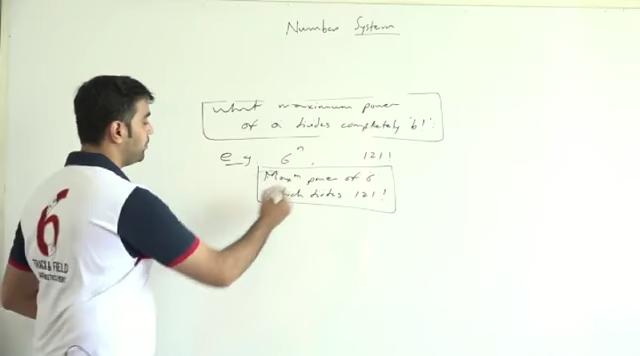 Number System
what maximum power
of a divides completely 'b!'.
e.g 6ⁿ. 121!
Maxᵐ power of 6
which divides 121!
6
TRACK & FIELD